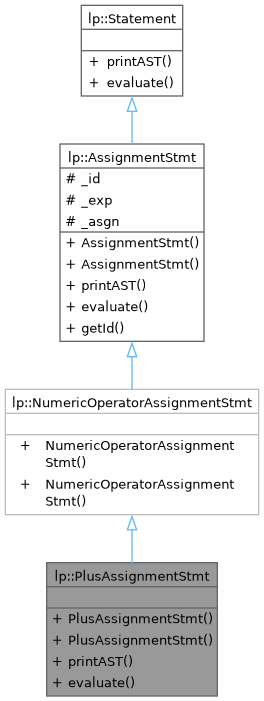 lp::Statement
+ printAST()
+ evaluate()
lp::AssignmentStmt
# _id
# _exp
# _asgn
+ AssignmentStmt()
+ AssignmentStmt()
+ printAST()
+ evaluate()
+ getId()
lp::NumericOperatorAssignmentStmt
+ NumericOperatorAssignment
Stmt()
+ NumericOperatorAssignment
Stmt()
lp::PlusAssignmentStmt
+ PlusAssignmentStmt()
+ PlusAssignmentStmt()
+ printAST()
+ evaluate()